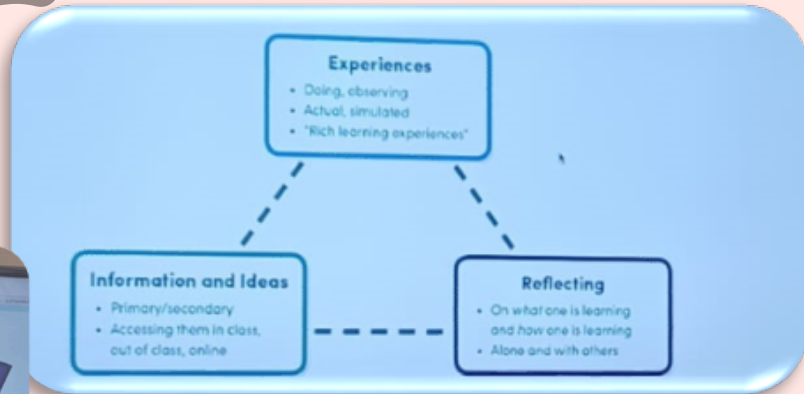 Experiences
• Doing, observing
• Actual, simulated
• "Rich learning experiences"
Information and Ideas
• Primary/secondary
• Accessing them in class,
out of class, online
Reflecting
• On what one is learning
and how one is learning
• Alone and with others